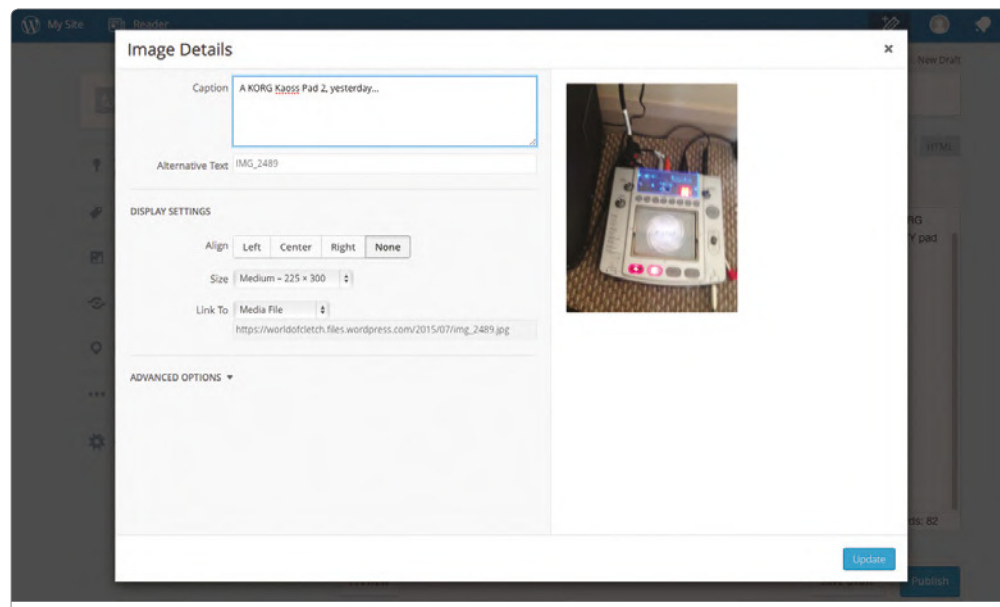 My Site
Reader
New Draft
Image Details
×
Caption
A KORG Kaoss Pad 2, yesterday...
Alternative Text
IMG_2489
HTML
DISPLAY SETTINGS
RG
Y pad
Align
Left Center Right None
Size
Medium – 225 × 300
Link To
Media File
https://worldofcletch.files.wordpress.com/2015/07/img_2489.jpg
ADVANCED OPTIONS
ds: 82
Update
Publish